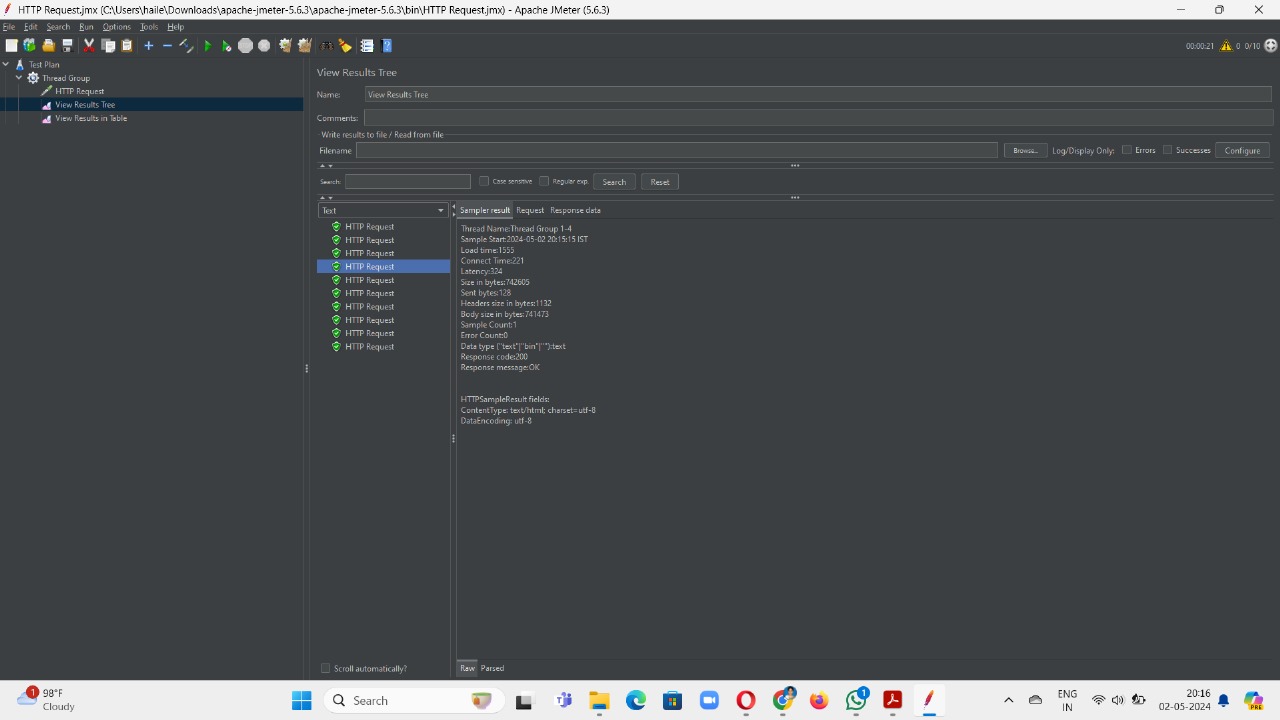 HTTP Request.jmx (C:\Users\haile\Downloads\apache-jmeter-5.6.3\apache-jmeter-5.6.3\bin\HTTP Request.jmx) - Apache JMeter (5.6.3)
File Edit Search Run Options Tools Help
00:00:21 0 0/10
Test Plan
Thread Group
HTTP Request
View Results Tree
View Results in Table
View Results Tree
Name: View Results Tree
Comments:
Write results to file / Read from file
Filename Browse... Log/Display Only: Errors Successes Configure
Search: Case sensitive Regular exp. Search Reset
Text
HTTP Request
HTTP Request
HTTP Request
HTTP Request
HTTP Request
HTTP Request
HTTP Request
HTTP Request
HTTP Request
HTTP Request
Scroll automatically?
Sampler result Request Response data
Thread Name:Thread Group 1-4
Sample Start:2024-05-02 20:15:15 IST
Load time:1555
Connect Time:221
Latency:324
Size in bytes:742605
Sent bytes:128
Headers size in bytes:1132
Body size in bytes:741473
Sample Count:1
Error Count:0
Data type ("text"|"bin"|""):text
Response code:200
Response message:OK
HTTPSampleResult fields:
ContentType: text/html; charset=utf-8
DataEncoding: utf-8
Raw Parsed
1
98°F
Cloudy
Search
1
ENG
IN
20:16
02-05-2024
PRE